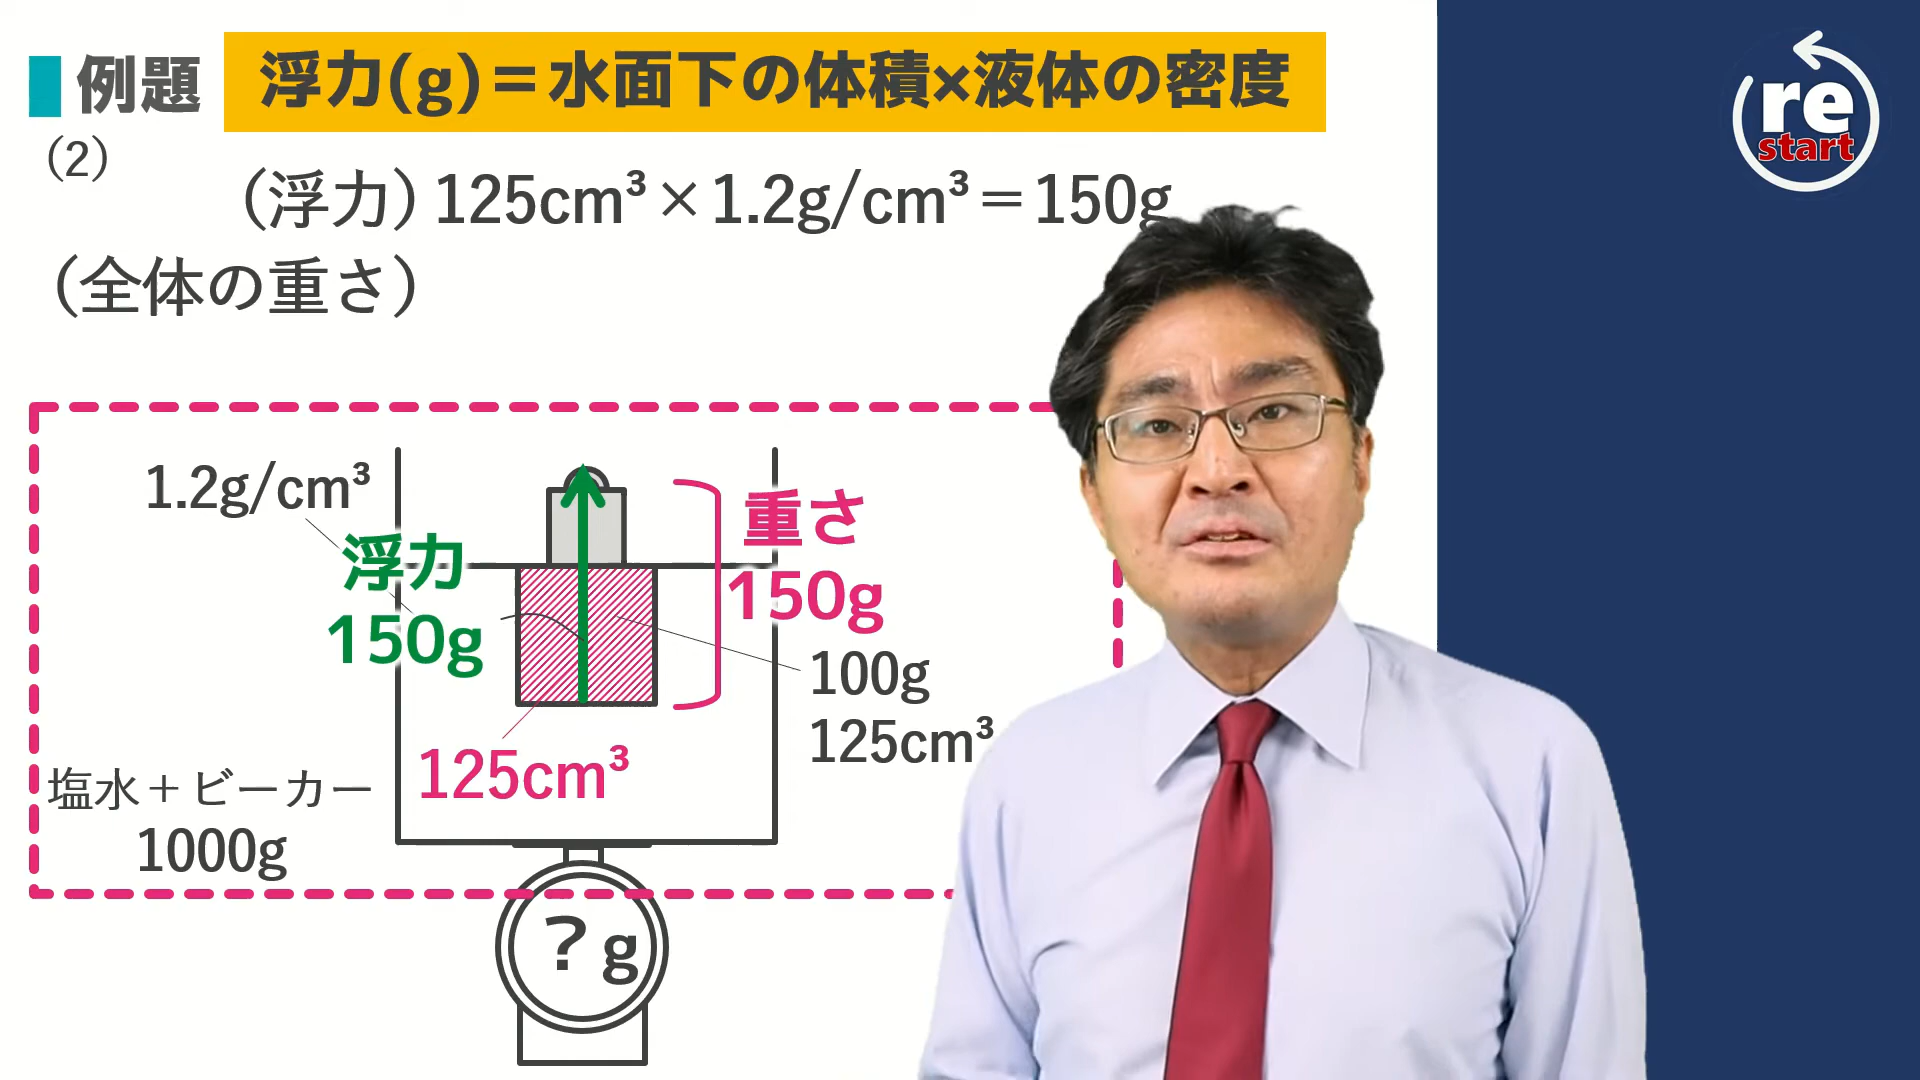 例題
浮力(g)＝水面下の体積×液体の密度
(2)
（浮力）125cm³×1.2g/cm³＝150g
（全体の重さ）
1.2g/cm³
浮力
150g
重さ
150g
100g
125cm³
125cm³
塩水＋ビーカー
1000g
？g
re
start